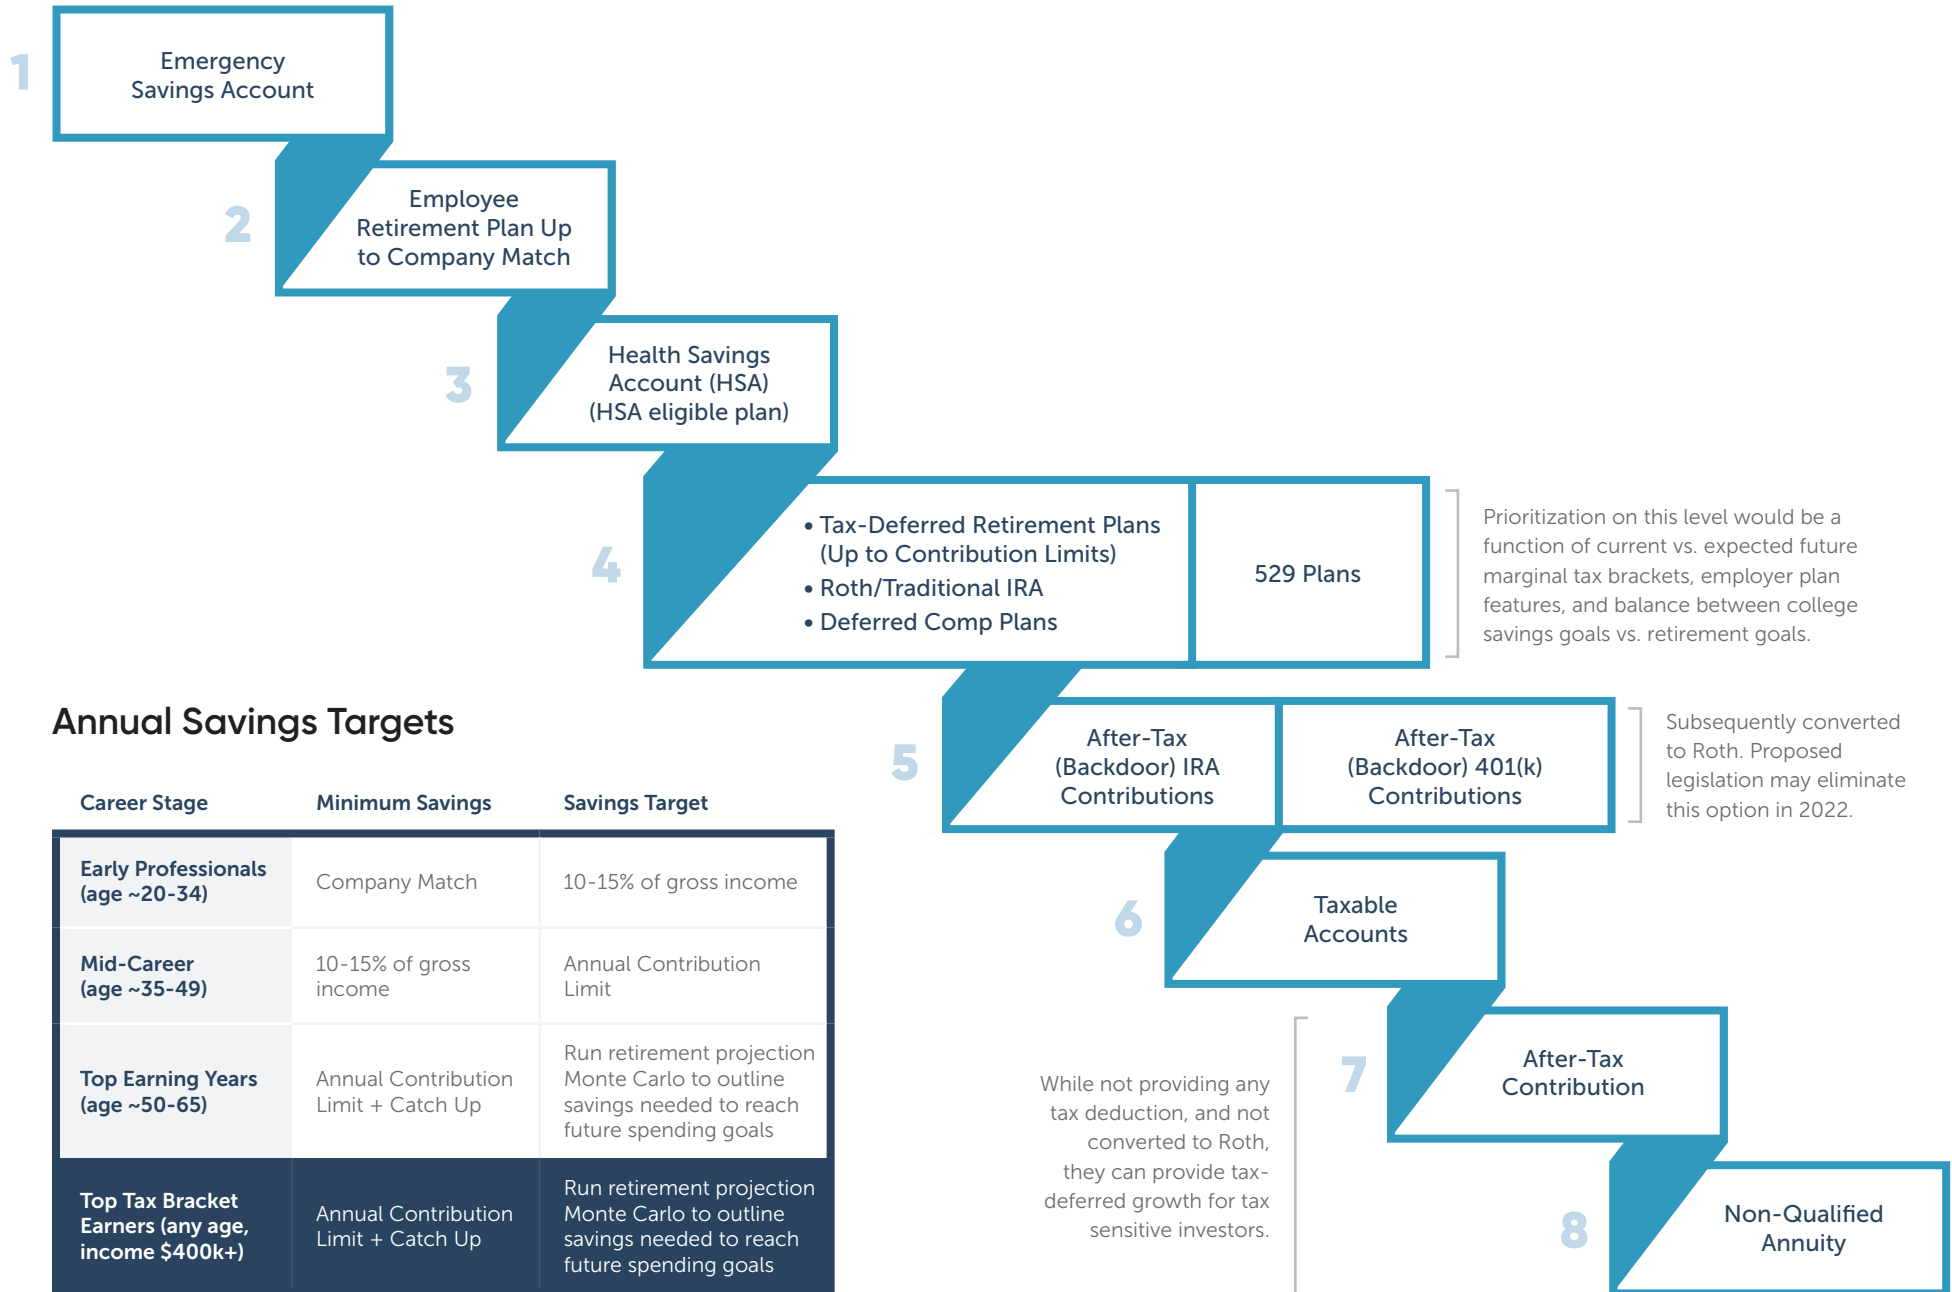 1
Emergency
Savings Account
2
Employee
Retirement Plan Up
to Company Match
3
Health Savings
Account (HSA)
(HSA eligible plan)
4
• Tax-Deferred Retirement Plans
(Up to Contribution Limits)
• Roth/Traditional IRA
• Deferred Comp Plans
529 Plans
Prioritization on this level would be a
function of current vs. expected future
marginal tax brackets, employer plan
features, and balance between college
savings goals vs. retirement goals.
5
After-Tax
(Backdoor) IRA
Contributions
After-Tax
(Backdoor) 401(k)
Contributions
Subsequently converted
to Roth. Proposed
legislation may eliminate
this option in 2022.
6
Taxable
Accounts
While not providing any
tax deduction, and not
converted to Roth,
they can provide tax-
deferred growth for tax
sensitive investors.
7
After-Tax
Contribution
8
Non-Qualified
Annuity
Annual Savings Targets
Career Stage
Minimum Savings
Savings Target
Early Professionals
(age ~20-34)
Company Match
10-15% of gross income
Mid-Career
(age ~35-49)
10-15% of gross
income
Annual Contribution
Limit
Top Earning Years
(age ~50-65)
Annual Contribution
Limit + Catch Up
Run retirement projection
Monte Carlo to outline
savings needed to reach
future spending goals
Top Tax Bracket
Earners (any age,
income $400k+)
Annual Contribution
Limit + Catch Up
Run retirement projection
Monte Carlo to outline
savings needed to reach
future spending goals